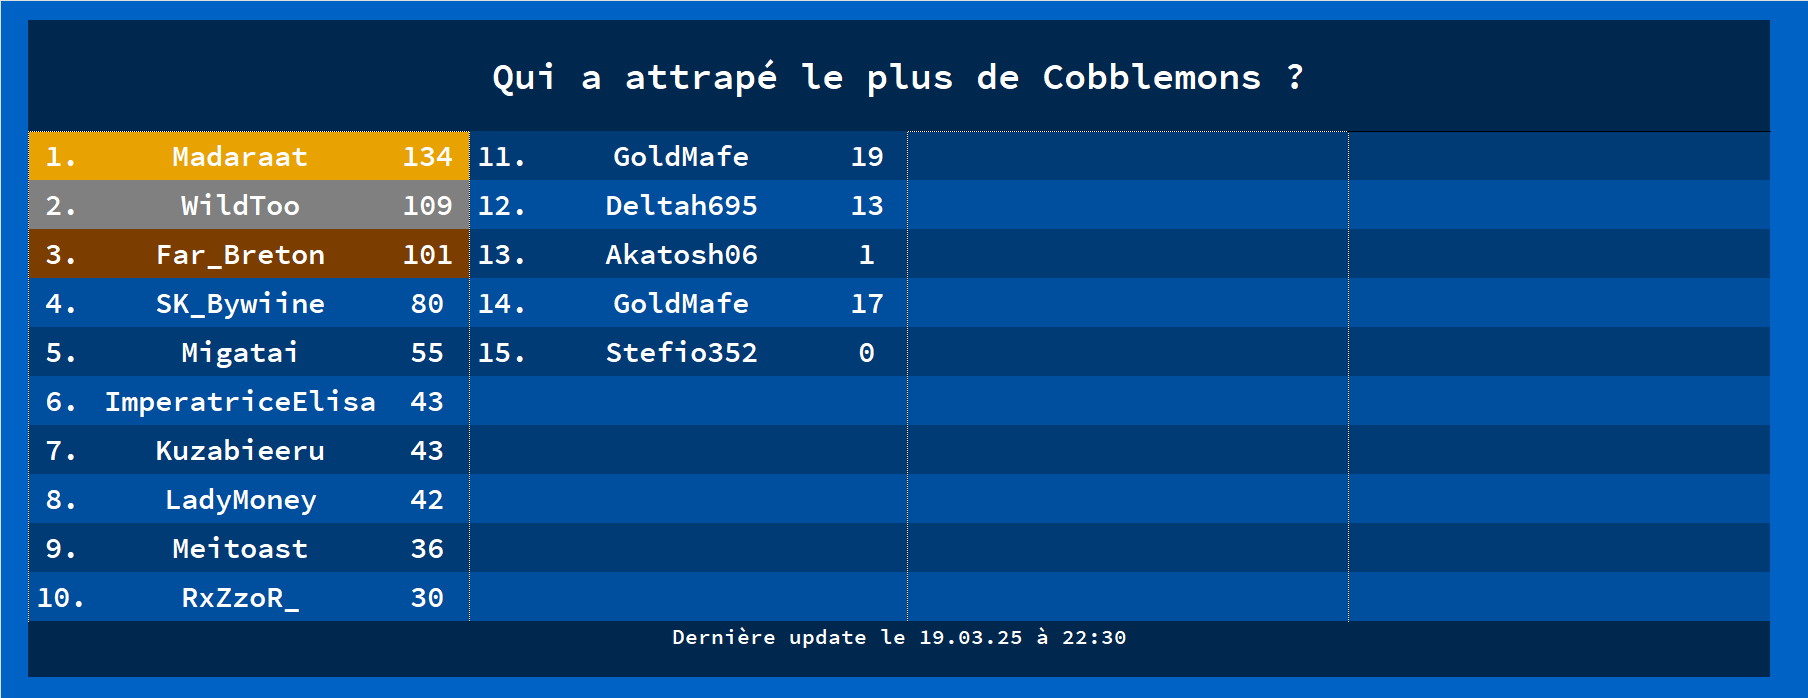 Qui a attrapé le plus de Cobblemons ?
1. Madaraat 134
2. WildToo 109
3. Far_Breton 101
4. SK_Bywiine 80
5. Migatai 55
6. ImperatriceElisa 43
7. Kuzabieeru 43
8. LadyMoney 42
9. Meitoast 36
10. RxZzoR_ 30
11. GoldMafe 19
12. Deltah695 13
13. Akatosh06 1
14. GoldMafe 17
15. Stefio352 0
Dernière update le 19.03.25 à 22:30